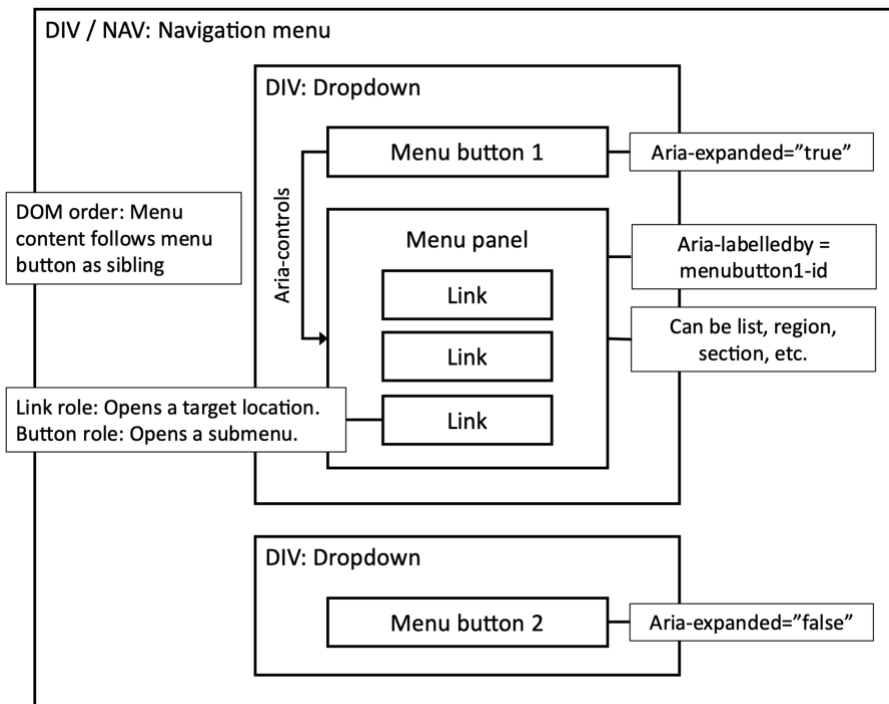 DIV / NAV: Navigation menu
DIV: Dropdown
Menu button 1
Aria-expanded=”true”
DOM order: Menu
content follows menu
button as sibling
Aria-controls
Menu panel
Aria-labelledby =
menubutton1-id
Link
Can be list, region,
section, etc.
Link
Link role: Opens a target location.
Button role: Opens a submenu.
Link
DIV: Dropdown
Menu button 2
Aria-expanded=”false”